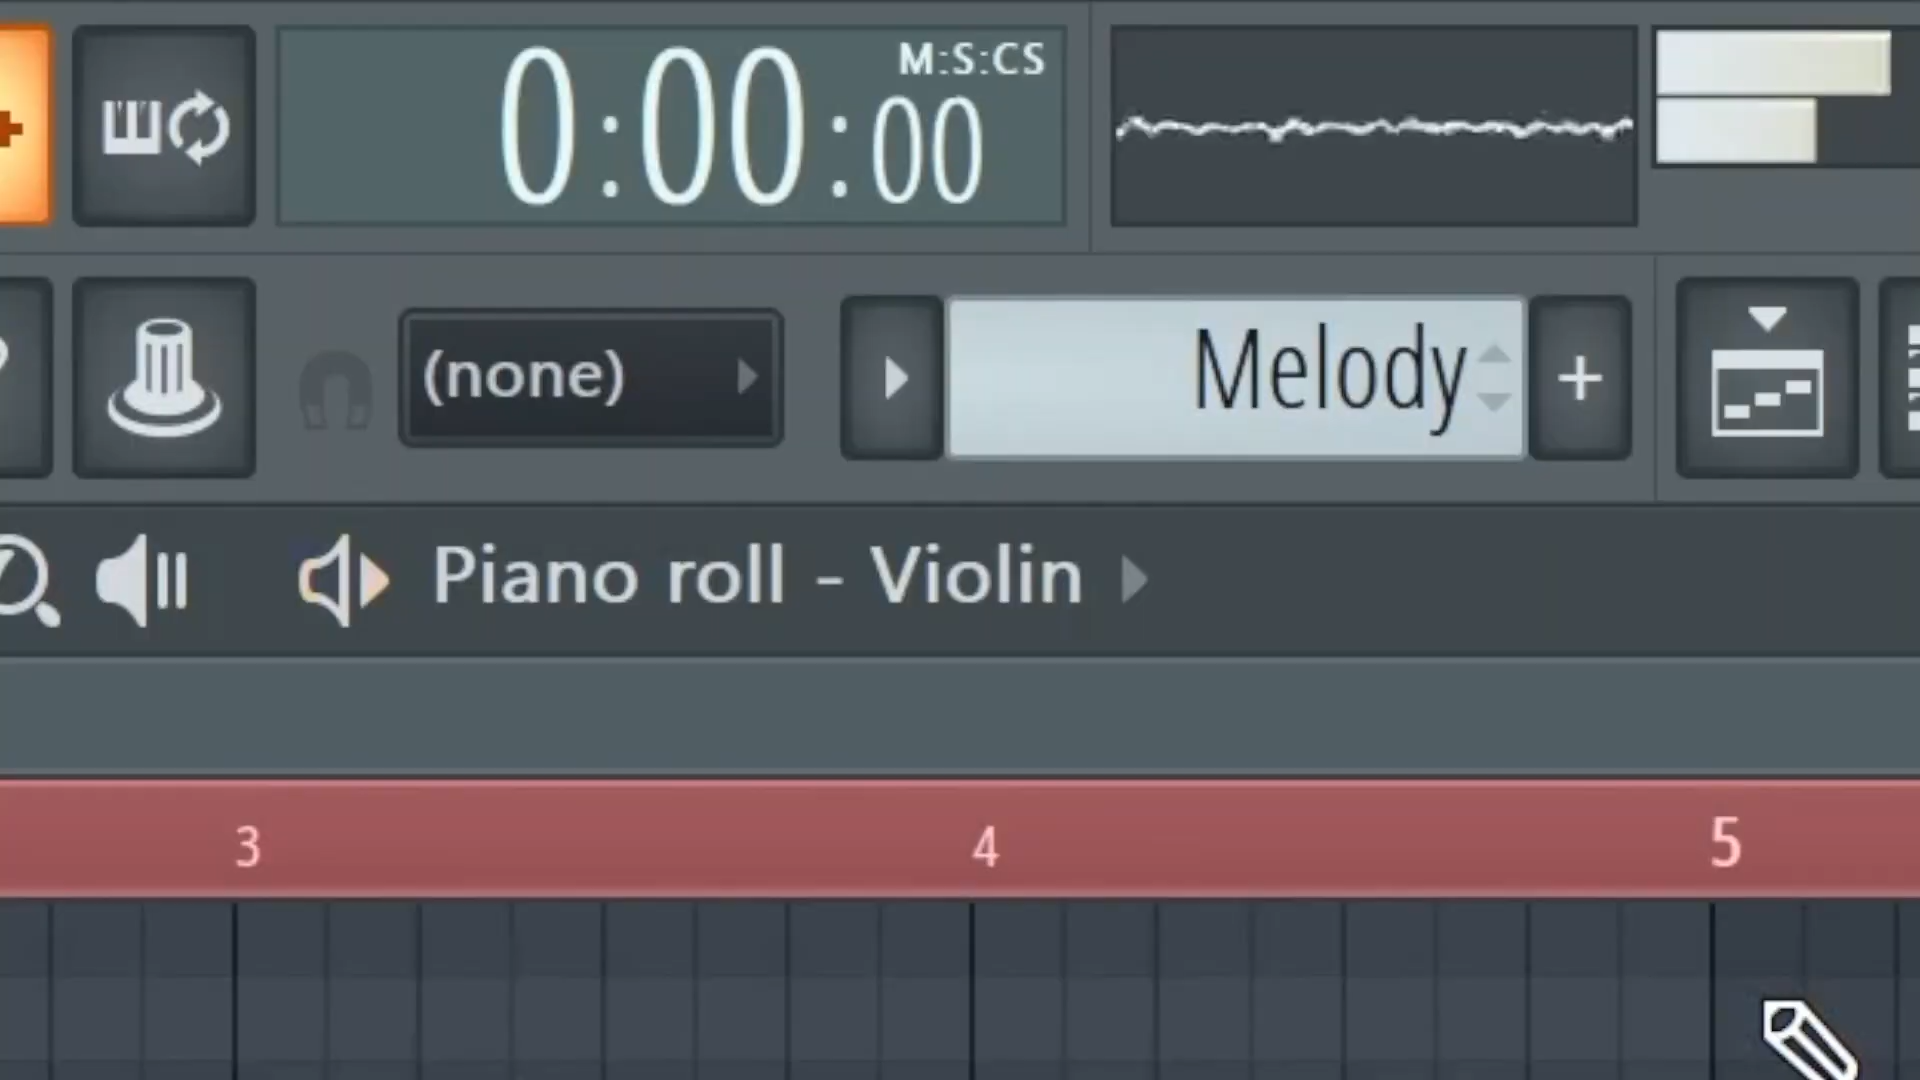 M:S:CS
0:00:00
(none)
Melody
+
Piano roll - Violin
3 4 5